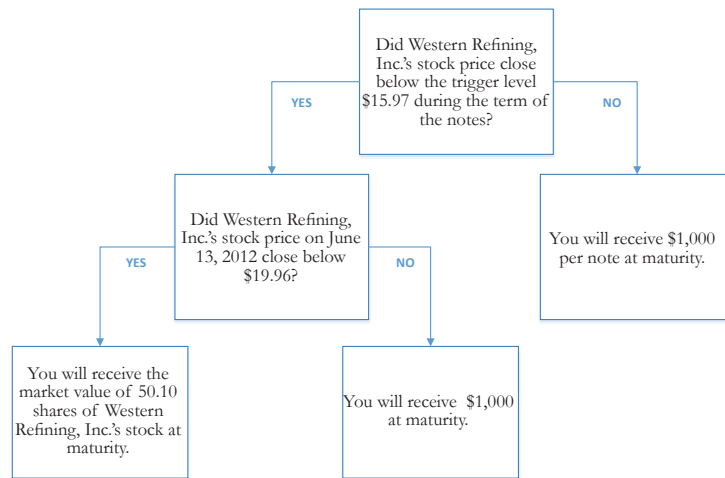 Did Western Refining,
Inc.'s stock price close
below the trigger level
$15.97 during the term of
the notes?
YES
NO
Did Western Refining,
Inc.'s stock price on June
13, 2012 close below
$19.96?
You will receive $1,000
per note at maturity.
YES
NO
You will receive the
market value of 50.10
shares of Western
Refining, Inc.'s stock at
maturity.
You will receive $1,000
at maturity.